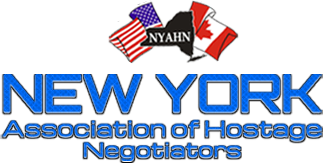 NYAHN
NEW YORK
Association of Hostage
Negotiators